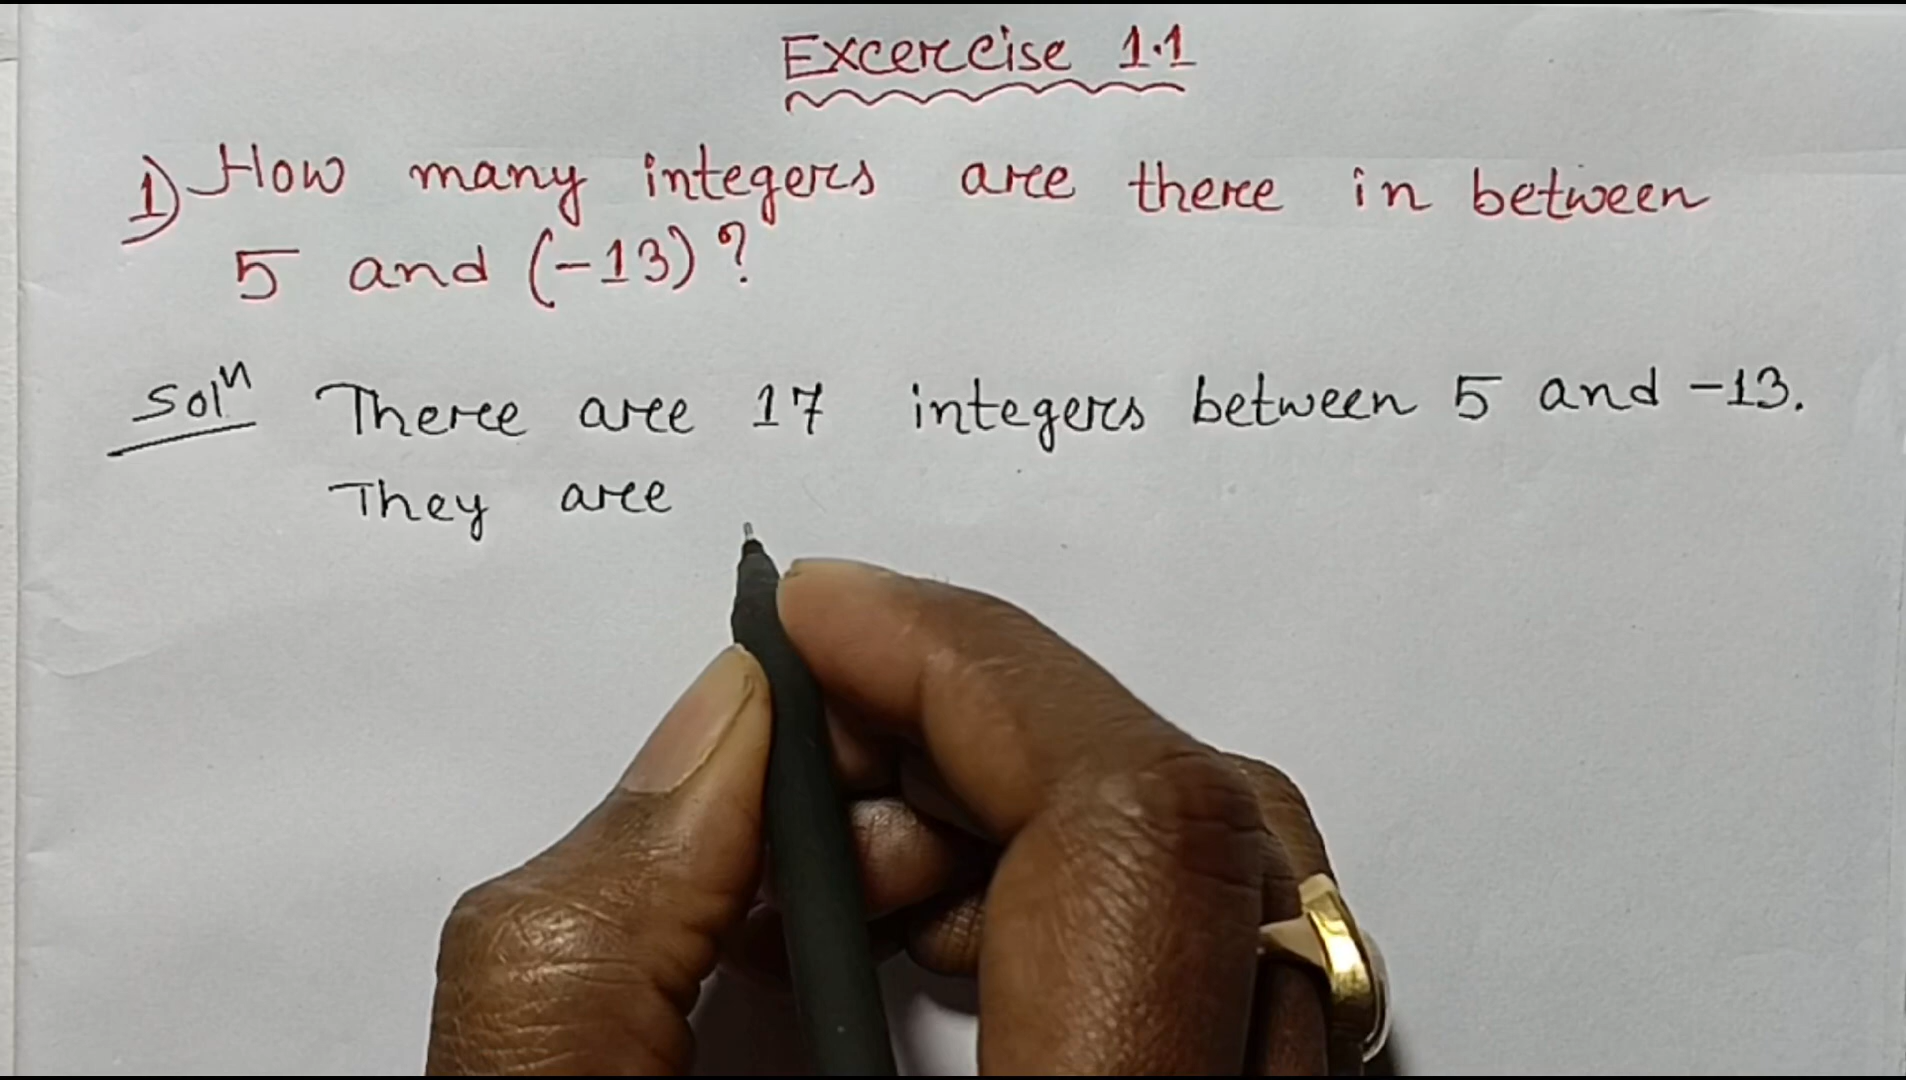 Excercise 1.1
1) How many integers are there in between
5 and (-13)?
Solⁿ There are 17 integers between 5 and -13.
They are